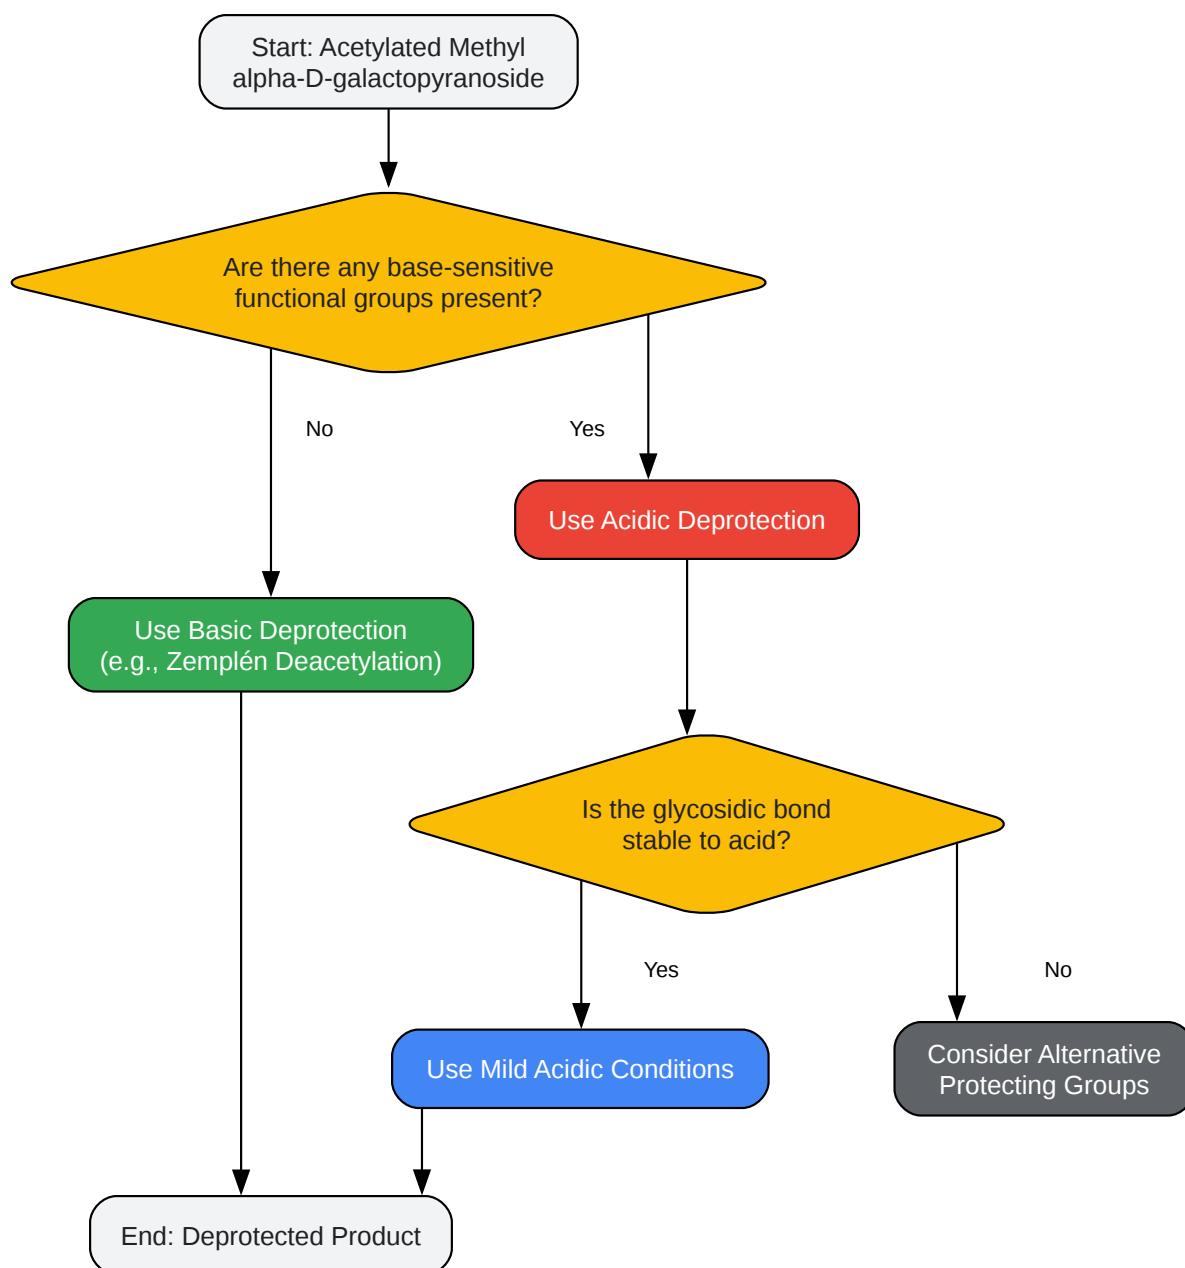 Start: Acetylated Methyl
alpha-D-galactopyranoside
Are there any base-sensitive
functional groups present?
No
Yes
Use Acidic Deprotection
Use Basic Deprotection
(e.g., Zemplén Deacetylation)
Is the glycosidic bond
stable to acid?
Yes
No
Use Mild Acidic Conditions
Consider Alternative
Protecting Groups
End: Deprotected Product